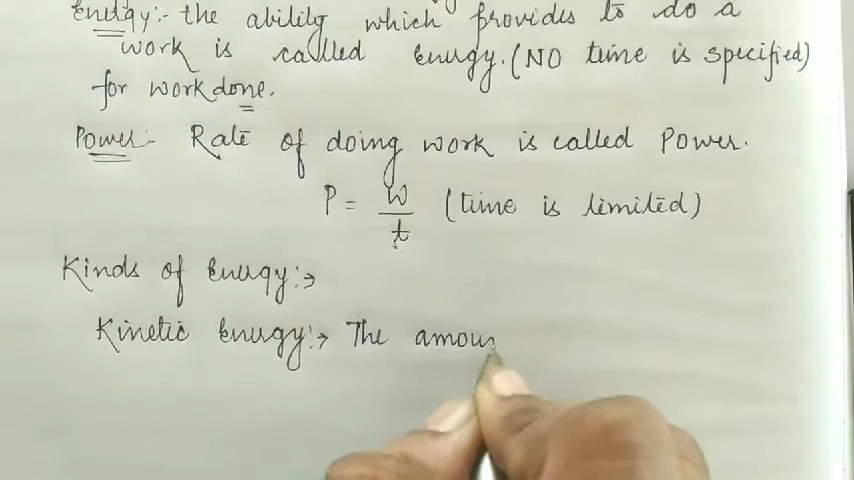 Energy:- the ability which provides to do a
work is called Energy. (NO time is specified)
for work done.
Power:- Rate of doing work is called Power.
P = W/t (time is limited)
Kinds of Energy:→
Kinetic Energy:→ The amoun